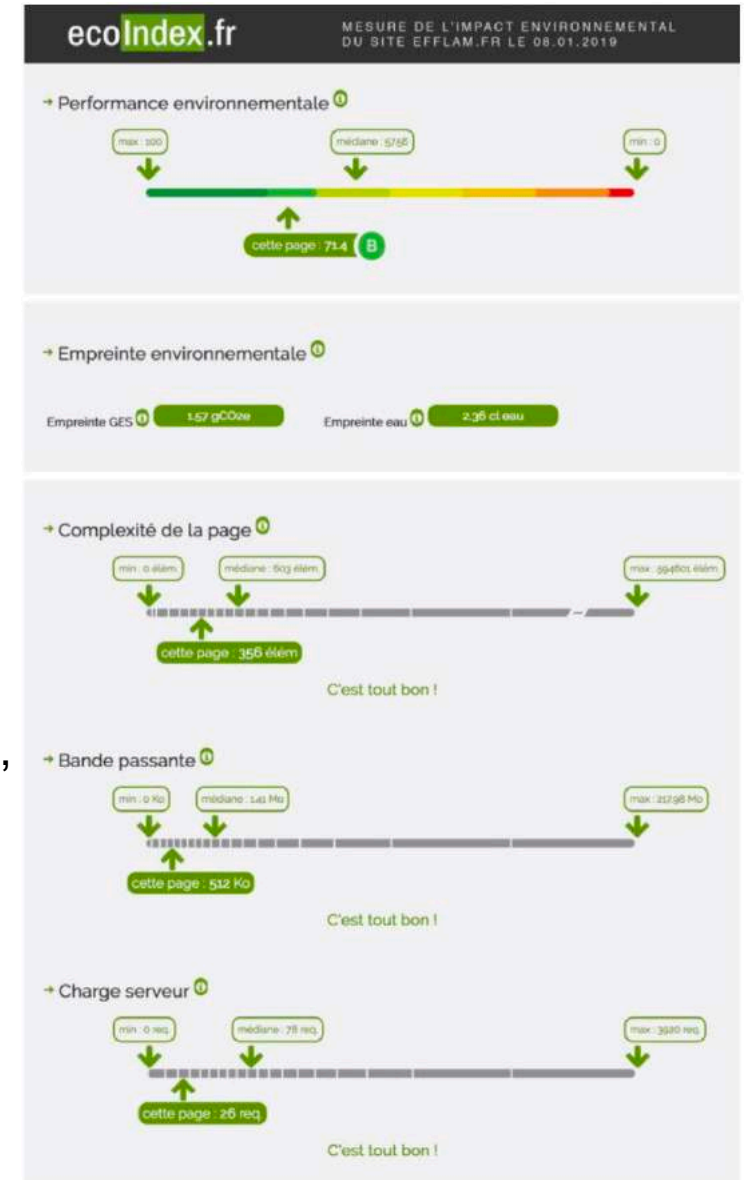 ecoIndex.fr
MESURE DE L'IMPACT ENVIRONNEMENTAL
DU SITE EFFLAM.FR LE 08.01.2019
→ Performance environnementale
max : 100
médiane : 57.56
min : 0
cette page : 71.4 B
→ Empreinte environnementale
Empreinte GES 1.57 gCO2e
Empreinte eau 2.36 cl eau
→ Complexité de la page
min : 0 élém.
médiane : 603 élém.
max : 594601 élém.
cette page : 356 élém
C'est tout bon !
,
→ Bande passante
min : 0 Ko
médiane : 1.41 Mo
max : 217.98 Mo
cette page : 512 Ko
C'est tout bon !
→ Charge serveur
min : 0 req.
médiane : 78 req.
max : 3920 req.
cette page : 26 req.
C'est tout bon !